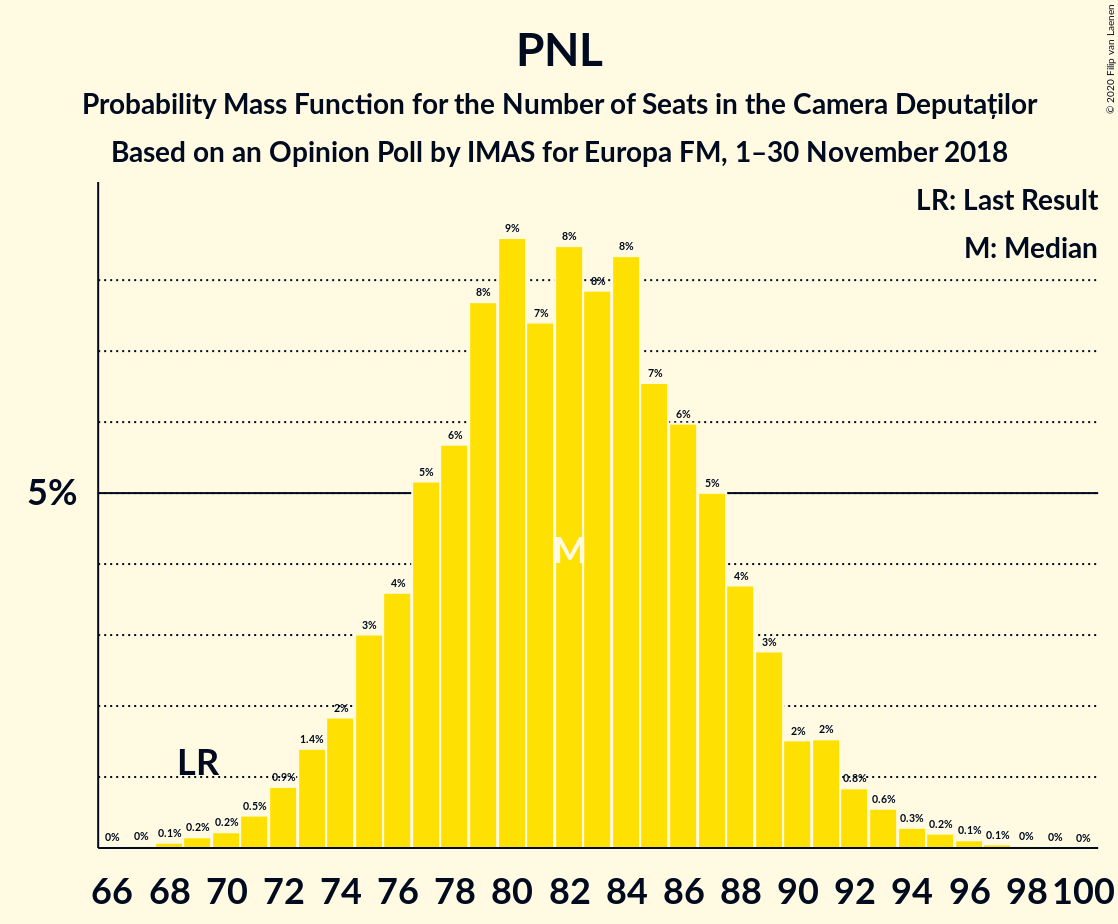 PNL
Probability Mass Function for the Number of Seats in the Camera Deputaților
Based on an Opinion Poll by IMAS for Europa FM, 1–30 November 2018
© 2020 Filip van Laenen
LR: Last Result
M: Median
5%
LR
M
0% 0% 0.1% 0.2% 0.2% 0.5% 0.9% 1.4% 2% 3% 4% 5% 6% 8% 9% 7% 8% 8% 8% 7% 6% 5% 4% 3% 2% 2% 0.8% 0.6% 0.3% 0.2% 0.1% 0.1% 0% 0% 0%
66 68 70 72 74 76 78 80 82 84 86 88 90 92 94 96 98 100